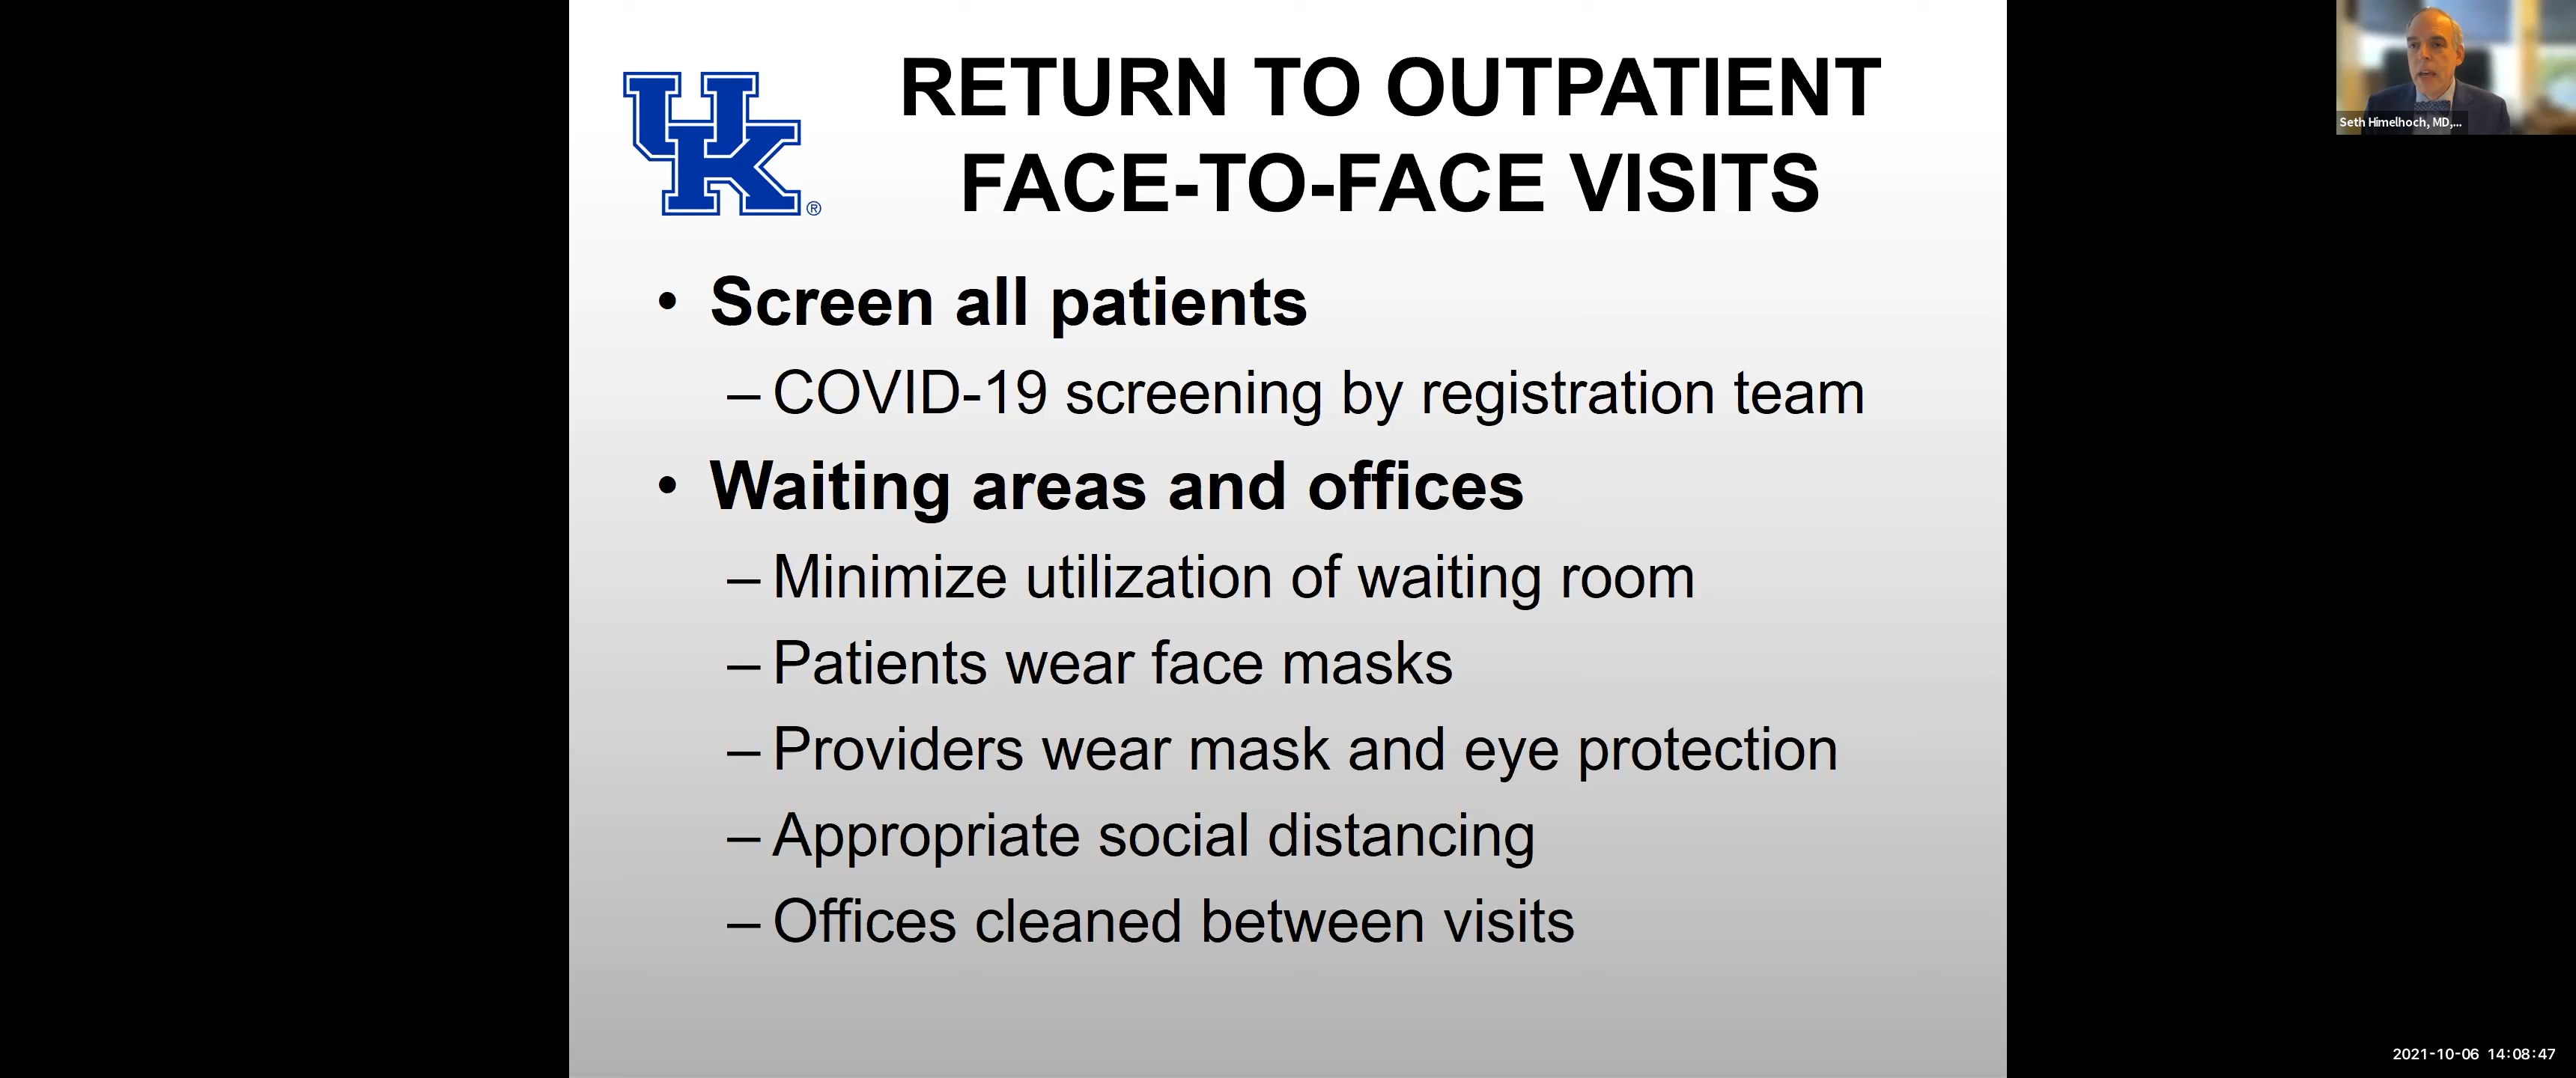 UK®
RETURN TO OUTPATIENT
FACE-TO-FACE VISITS
• Screen all patients
– COVID-19 screening by registration team
• Waiting areas and offices
– Minimize utilization of waiting room
– Patients wear face masks
– Providers wear mask and eye protection
– Appropriate social distancing
– Offices cleaned between visits
Seth Himelhoch, MD,...
2021-10-06 14:08:47